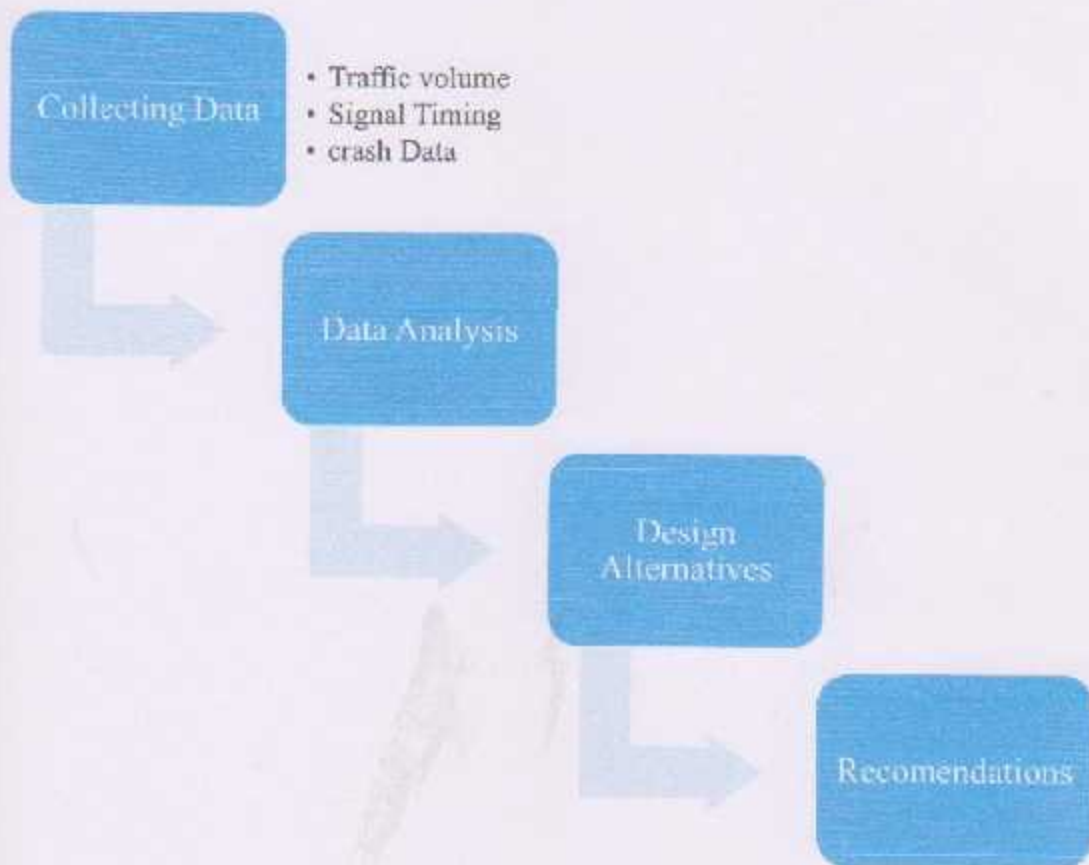 Collecting Data
• Traffic volume
• Signal Timing
• crash Data
Data Analysis
Design
Alternatives
Recomendations